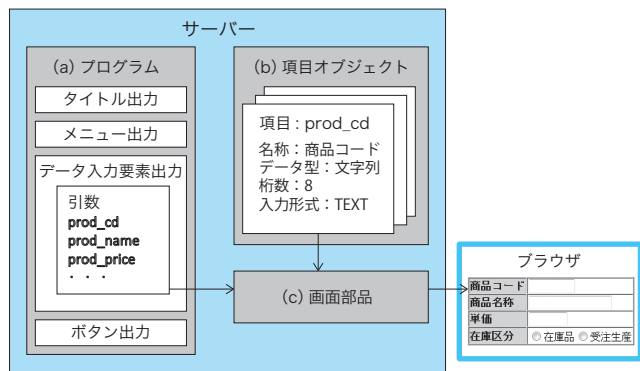 サーバー
(a) プログラム
タイトル出力
メニュー出力
データ入力要素出力
引数
prod_cd
prod_name
prod_price
・・・
ボタン出力
(b) 項目オブジェクト
項目：prod_cd
名称：商品コード
データ型：文字列
桁数：8
入力形式：TEXT
(c) 画面部品
ブラウザ
商品コード
商品名称
単価
在庫区分 在庫品 受注生産